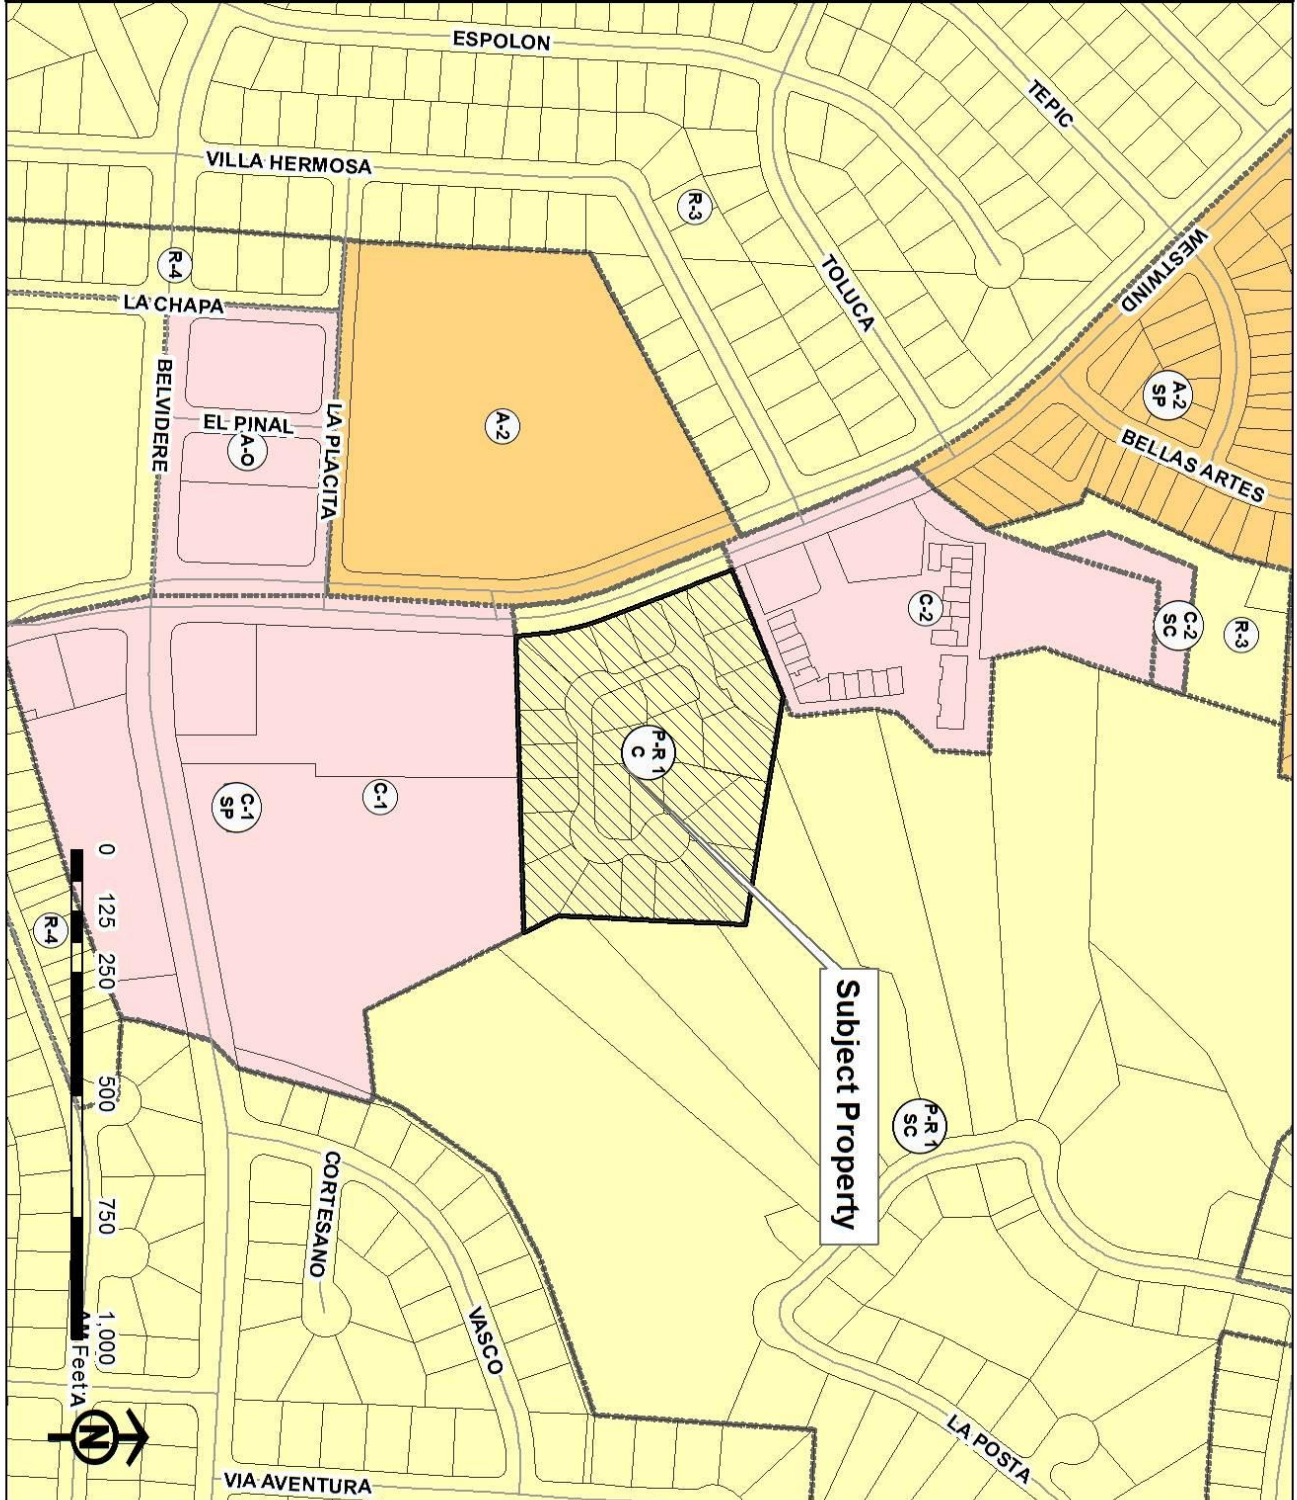 ESPOLON
TEPIC
VILLA HERMOSA
R-3
WESTWIND
TOLUCA
R-4
LA CHAPA
A-2
SP
BELLAS ARTES
BELVIDERE
EL PINAL
A-O
LA PLACITA
A-2
C-2
C-2
SC
R-3
P-R 1
C
C-1
SP
C-1
R-4
Subject Property
P-R 1
SC
CORTESANO
VASCO
LA POSTA
VIA AVENTURA
0
125
250
500
750
1,000
Feet
N